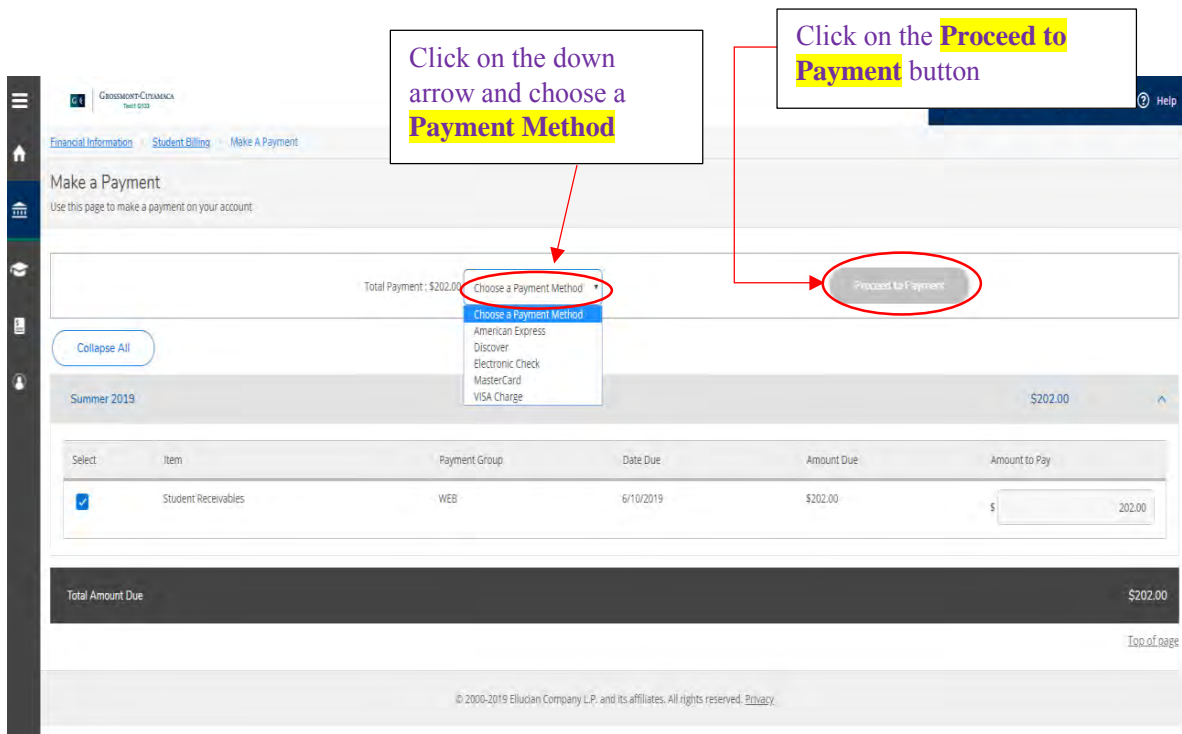 Click on the down
arrow and choose a
Payment Method
Click on the Proceed to
Payment button
GROSSMONT-CUYAMACA
Help
Financial Information Student Billing Make A Payment
Make a Payment
Use this page to make a payment on your account
Total Payment : $202.00 Choose a Payment Method Proceed to Payment
Choose a Payment Method
American Express
Discover
Electronic Check
MasterCard
VISA Charge
Collapse All
Summer 2019 $202.00
Select Item Payment Group Date Due Amount Due Amount to Pay
Student Receivables WEB 6/10/2019 $202.00 $ 202.00
Total Amount Due $202.00
Top of page
© 2000-2019 Ellucian Company L.P. and its affiliates. All rights reserved. Privacy